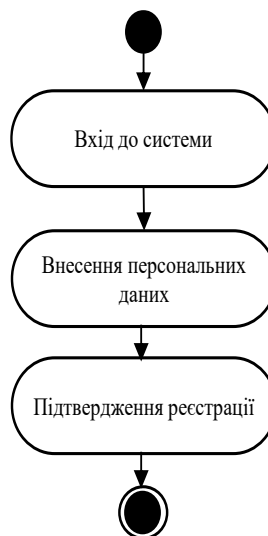 Вхід до системи
Внесення персональних
даних
Підтвердження реєстрації